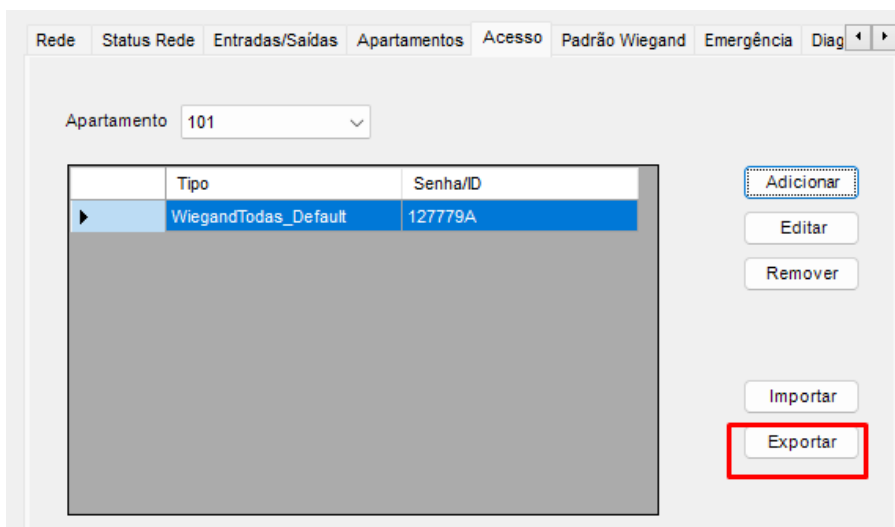 Rede Status Rede Entradas/Saídas Apartamentos Acesso Padrão Wiegand Emergência Diag
Apartamento 101
Tipo Senha/ID
WiegandTodas_Default 127779A
Adicionar
Editar
Remover
Importar
Exportar